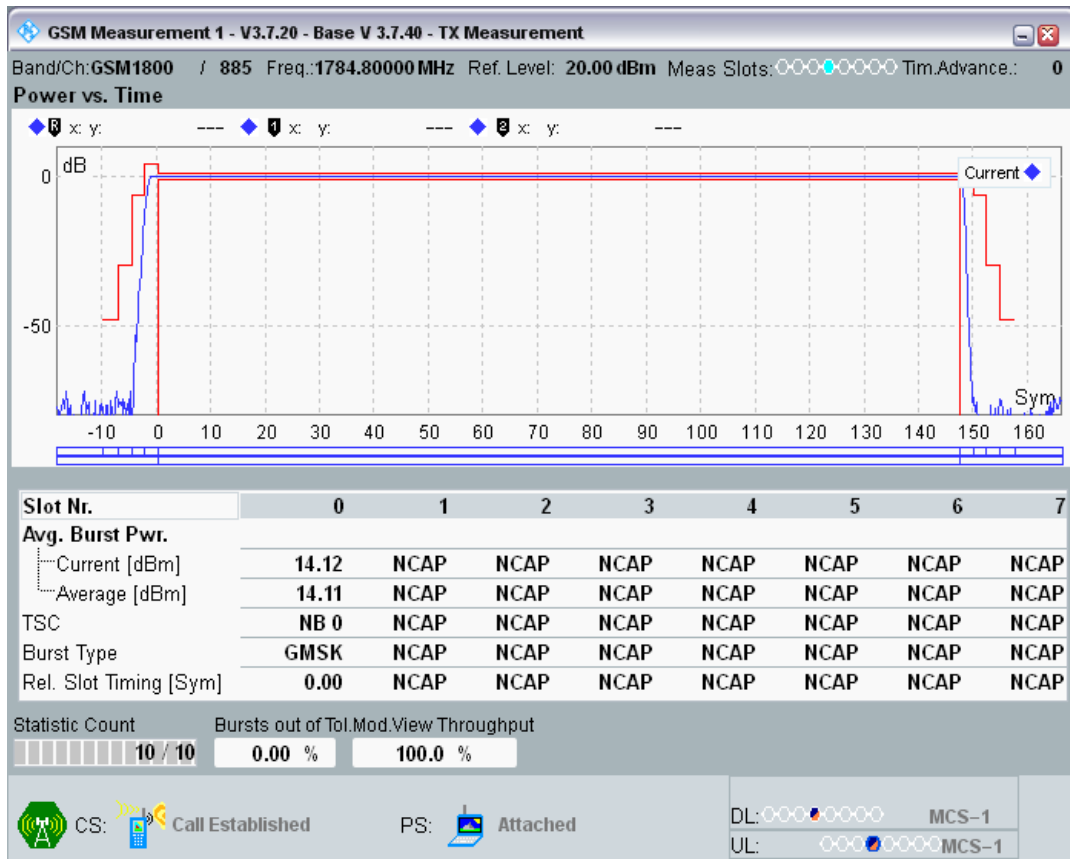 GSM Measurement 1 - V3.7.20 - Base V 3.7.40 - TX Measurement
Band/Ch:GSM1800 / 885 Freq.:1784.80000 MHz Ref. Level: 20.00 dBm Meas Slots: Tim.Advance.: 0
Power vs. Time
R x: y: --- 1 x: y: --- 2 x: y: ---
dB
Current
0
-50
Sym
-10 0 10 20 30 40 50 60 70 80 90 100 110 120 130 140 150 160
Slot Nr. 0 1 2 3 4 5 6 7
Avg. Burst Pwr.
Current [dBm] 14.12 NCAP NCAP NCAP NCAP NCAP NCAP NCAP
Average [dBm] 14.11 NCAP NCAP NCAP NCAP NCAP NCAP NCAP
TSC NB 0 NCAP NCAP NCAP NCAP NCAP NCAP NCAP
Burst Type GMSK NCAP NCAP NCAP NCAP NCAP NCAP NCAP
Rel. Slot Timing [Sym] 0.00 NCAP NCAP NCAP NCAP NCAP NCAP NCAP
Statistic Count Bursts out of Tol.Mod.View Throughput
10 / 10 0.00 % 100.0 %
CS: Call Established PS: Attached
DL: MCS-1
UL: MCS-1